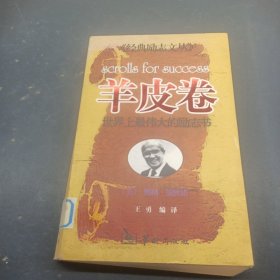 《经典励志文丛》
scrolls for success
羊皮卷
世界上最伟大的励志书
王勇 编译